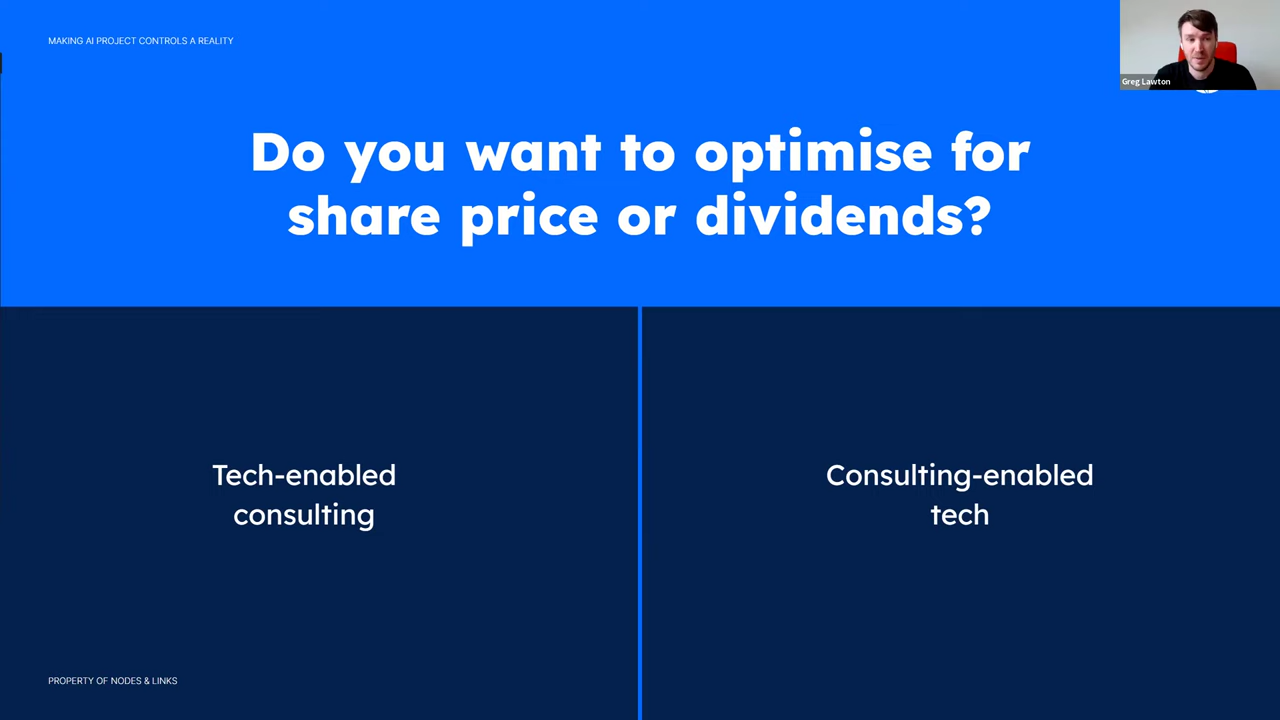 MAKING AI PROJECT CONTROLS A REALITY
Greg Lawton
Do you want to optimise for
share price or dividends?
Tech-enabled
consulting
Consulting-enabled
tech
PROPERTY OF NODES & LINKS